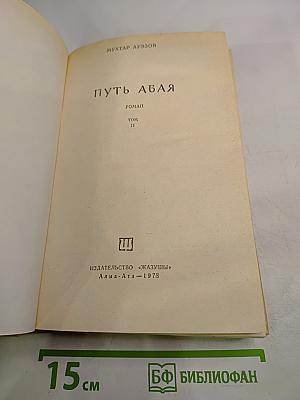 МУХТАР АУЭЗОВ
ПУТЬ АБАЯ
РОМАН
ТОМ
II
ИЗДАТЕЛЬСТВО «ЖАЗУШЫ»
Алма-Ата — 1978
15 см
БФ БИБЛИОФАН